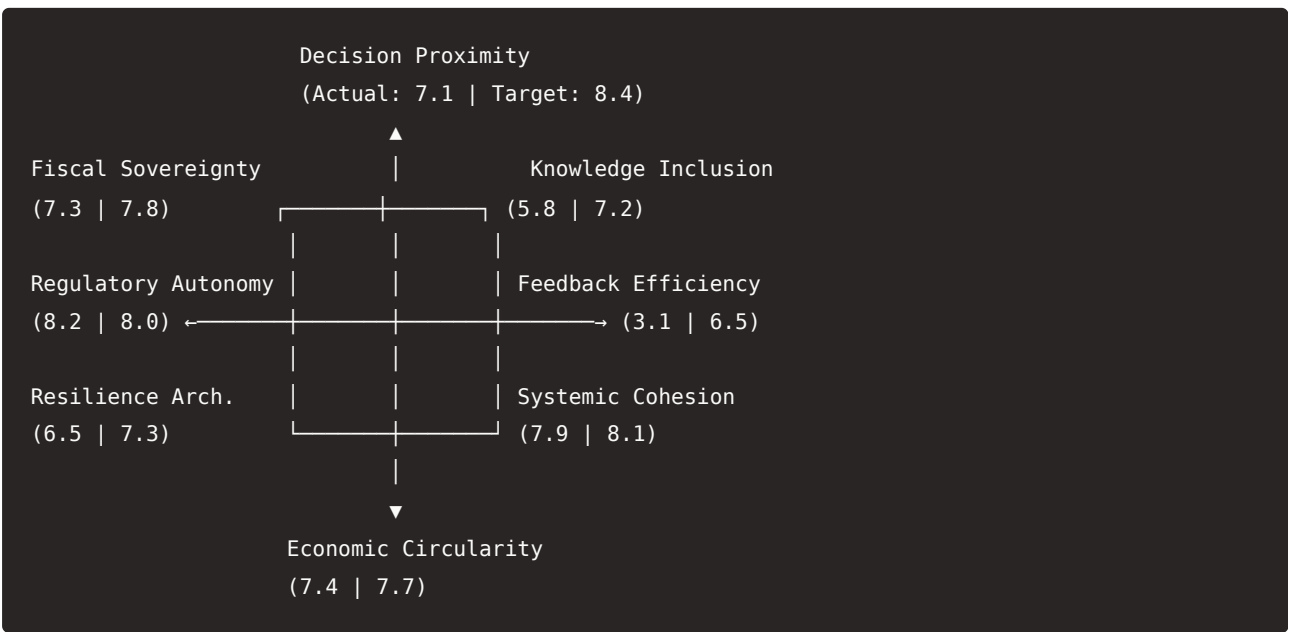 Decision Proximity
(Actual: 7.1 | Target: 8.4)
Fiscal Sovereignty Knowledge Inclusion
(7.3 | 7.8) (5.8 | 7.2)
Regulatory Autonomy Feedback Efficiency
(8.2 | 8.0) (3.1 | 6.5)
Resilience Arch. Systemic Cohesion
(6.5 | 7.3) (7.9 | 8.1)
Economic Circularity
(7.4 | 7.7)